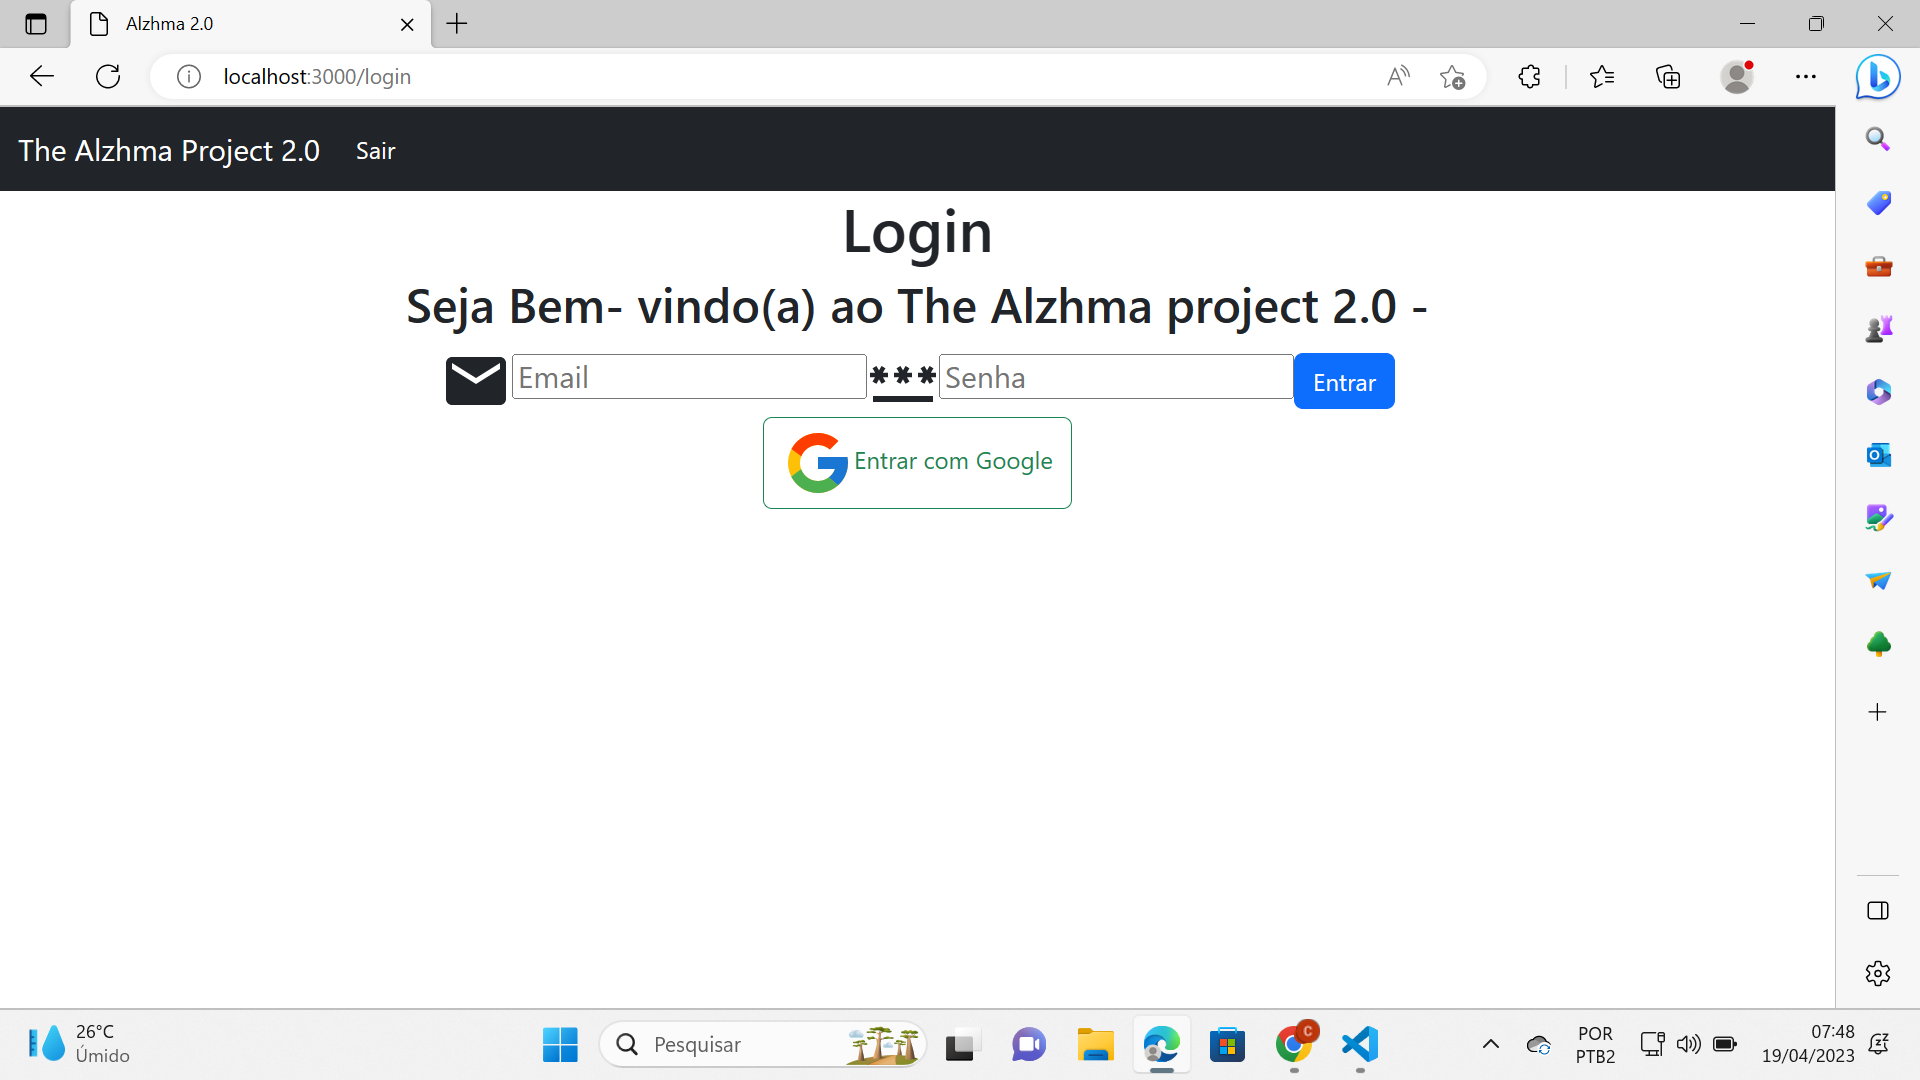 Alzhma 2.0
localhost:3000/login
The Alzhma Project 2.0 Sair
Login
Seja Bem- vindo(a) ao The Alzhma project 2.0 -
Email *** Senha Entrar
Entrar com Google
26°C
Úmido
Pesquisar
C
POR
PTB2
07:48
19/04/2023